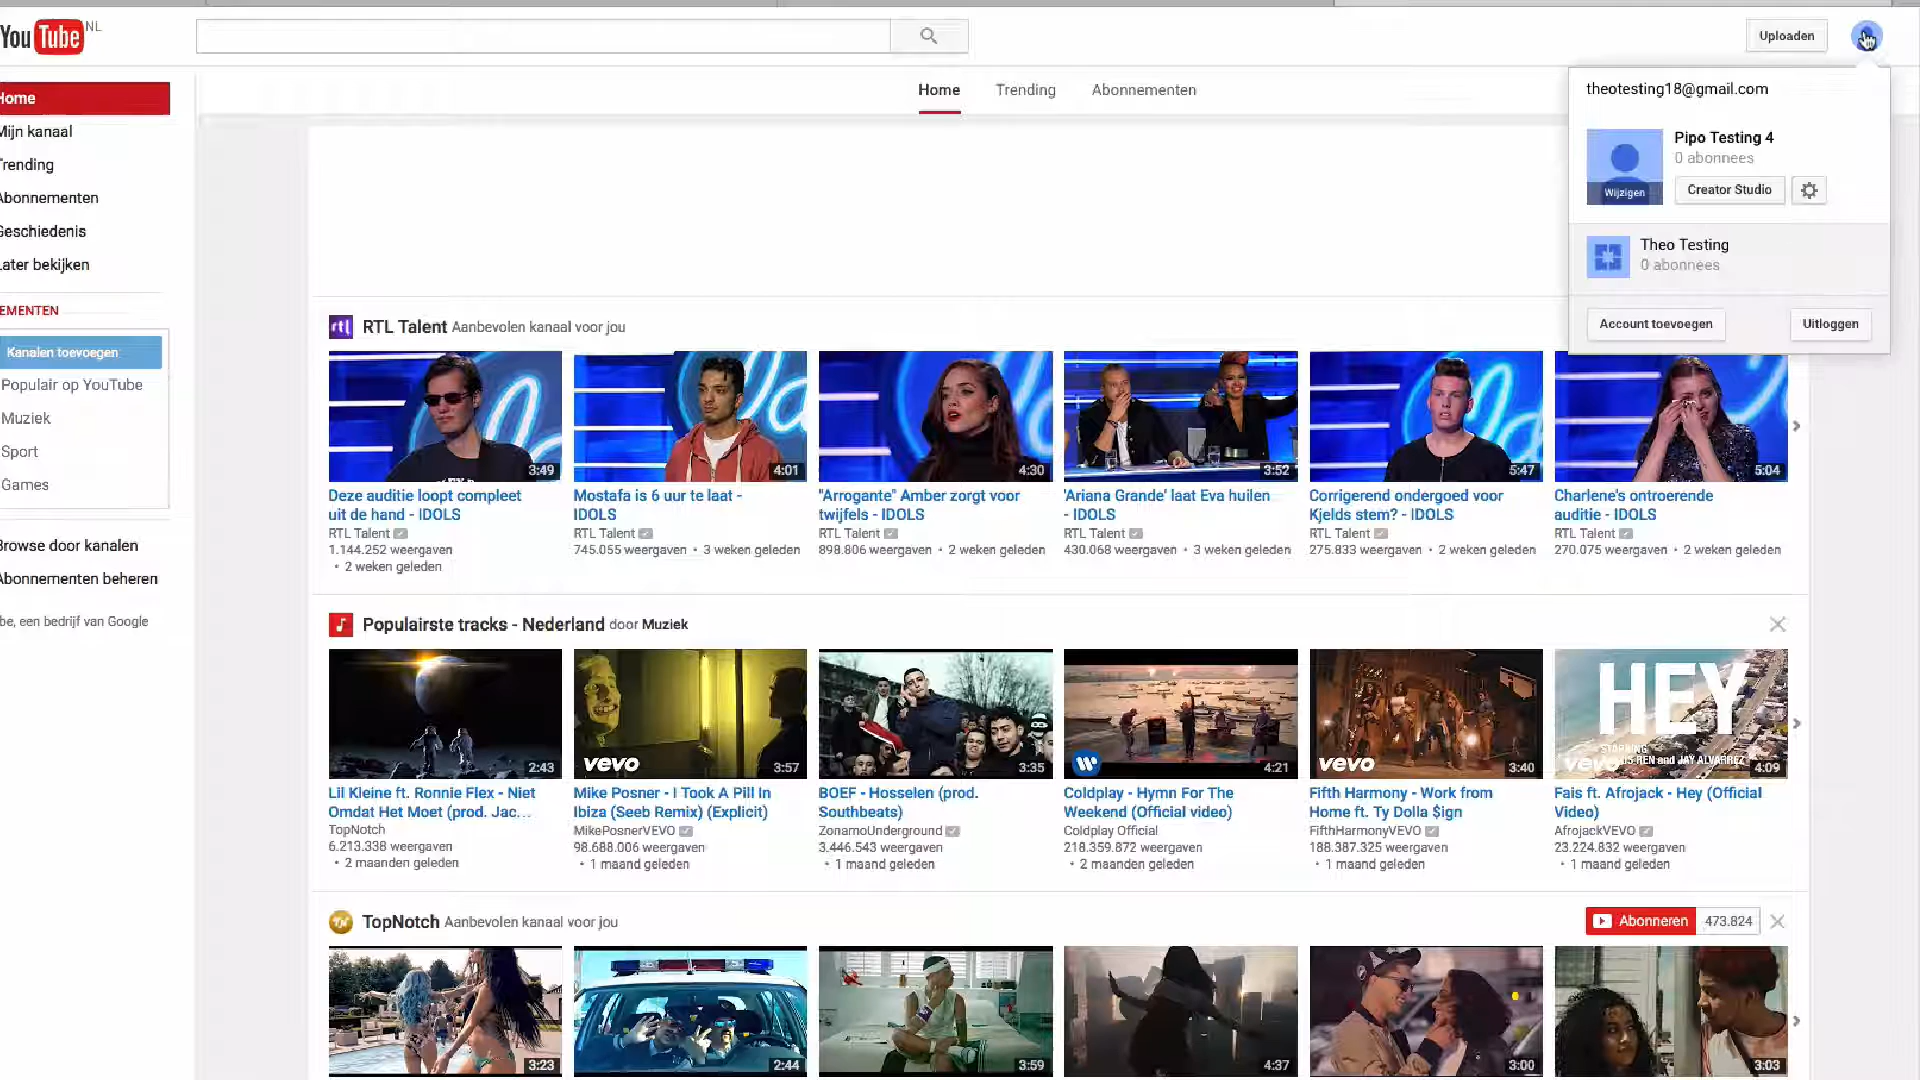 YouTube NL
Uploaden
Home
Mijn kanaal
Trending
Abonnementen
Geschiedenis
Later bekijken
EMENTEN
Kanalen toevoegen
Populair op YouTube
Muziek
Sport
Games
Browse door kanalen
Abonnementen beheren
be, een bedrijf van Google
Home Trending Abonnementen
theotesting18@gmail.com
Pipo Testing 4
0 abonnees
Wijzigen
Creator Studio
Theo Testing
0 abonnees
Account toevoegen Uitloggen
rtl RTL Talent Aanbevolen kanaal voor jou
3:49
Deze auditie loopt compleet
uit de hand - IDOLS
RTL Talent
1.144.252 weergaven
• 2 weken geleden
4:01
Mostafa is 6 uur te laat -
IDOLS
RTL Talent
745.055 weergaven • 3 weken geleden
4:30
"Arrogante" Amber zorgt voor
twijfels - IDOLS
RTL Talent
898.806 weergaven • 2 weken geleden
3:52
'Ariana Grande' laat Eva huilen
- IDOLS
RTL Talent
430.068 weergaven • 3 weken geleden
5:47
Corrigerend ondergoed voor
Kjelds stem? - IDOLS
RTL Talent
275.833 weergaven • 2 weken geleden
5:04
Charlene's ontroerende
auditie - IDOLS
RTL Talent
270.075 weergaven • 2 weken geleden
Populairste tracks - Nederland door Muziek
2:43
Lil Kleine ft. Ronnie Flex - Niet
Omdat Het Moet (prod. Jac...
TopNotch
6.213.338 weergaven
• 2 maanden geleden
vevo 3:57
Mike Posner - I Took A Pill In
Ibiza (Seeb Remix) (Explicit)
MikePosnerVEVO
98.688.006 weergaven
• 1 maand geleden
3:35
BOEF - Hosselen (prod.
Southbeats)
ZonamoUnderground
3.446.543 weergaven
• 1 maand geleden
4:21
Coldplay - Hymn For The
Weekend (Official video)
Coldplay Official
218.359.872 weergaven
• 2 maanden geleden
vevo 3:40
Fifth Harmony - Work from
Home ft. Ty Dolla $ign
FifthHarmonyVEVO
188.387.325 weergaven
• 1 maand geleden
HEY
STARRING
REN and JAY ALVARREZ
vevo 4:09
Fais ft. Afrojack - Hey (Official
Video)
AfrojackVEVO
23.224.832 weergaven
• 1 maand geleden
TopNotch Aanbevolen kanaal voor jou
Abonneren 473.824
3:23
2:44
3:59
4:37
3:00
3:03